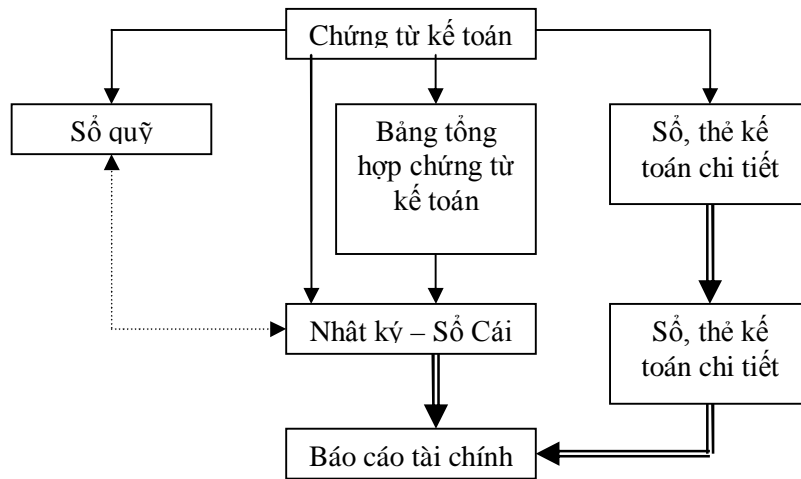 Chứng từ kế toán
Sổ quỹ
Bảng tổng
hợp chứng từ
kế toán
Sổ, thẻ kế
toán chi tiết
Nhật ký – Sổ Cái
Sổ, thẻ kế
toán chi tiết
Báo cáo tài chính